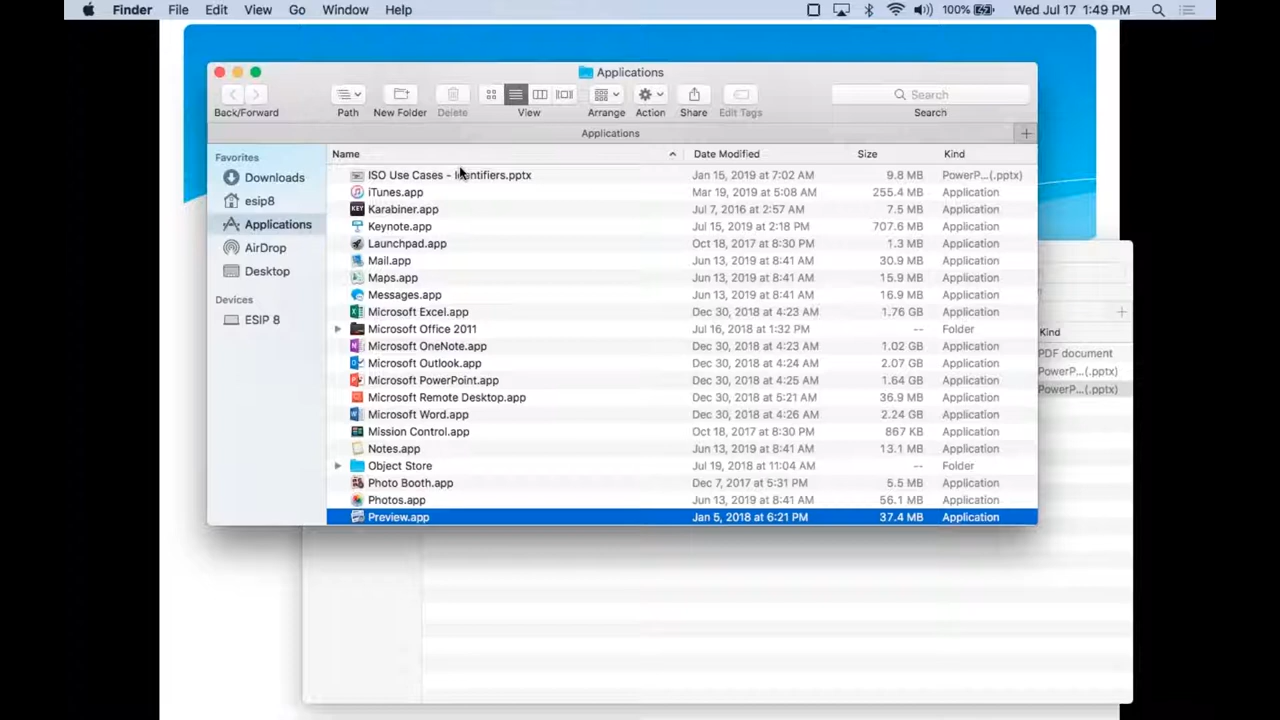 Finder File Edit View Go Window Help 100% Wed Jul 17 1:49 PM
Applications
Search
Back/Forward Path New Folder Delete View Arrange Action Share Edit Tags Search
Applications
Favorites
Downloads
esip8
Applications
AirDrop
Desktop
Devices
ESIP 8
Name Date Modified Size Kind
ISO Use Cases - Identifiers.pptx Jan 15, 2019 at 7:02 AM 9.8 MB PowerP...(.pptx)
iTunes.app Mar 19, 2019 at 5:08 AM 255.4 MB Application
Karabiner.app Jul 7, 2016 at 2:57 AM 7.5 MB Application
Keynote.app Jul 15, 2019 at 2:18 PM 707.6 MB Application
Launchpad.app Oct 18, 2017 at 8:30 PM 1.3 MB Application
Mail.app Jun 13, 2019 at 8:41 AM 30.9 MB Application
Maps.app Jun 13, 2019 at 8:41 AM 15.9 MB Application
Messages.app Jun 13, 2019 at 8:41 AM 16.9 MB Application
Microsoft Excel.app Dec 30, 2018 at 4:23 AM 1.76 GB Application
Microsoft Office 2011 Jul 16, 2018 at 1:32 PM -- Folder
Microsoft OneNote.app Dec 30, 2018 at 4:23 AM 1.02 GB Application
Microsoft Outlook.app Dec 30, 2018 at 4:24 AM 2.07 GB Application
Microsoft PowerPoint.app Dec 30, 2018 at 4:25 AM 1.64 GB Application
Microsoft Remote Desktop.app Dec 30, 2018 at 5:21 AM 36.9 MB Application
Microsoft Word.app Dec 30, 2018 at 4:26 AM 2.24 GB Application
Mission Control.app Oct 18, 2017 at 8:30 PM 867 KB Application
Notes.app Jun 13, 2019 at 8:41 AM 13.1 MB Application
Object Store Jul 19, 2018 at 11:04 AM -- Folder
Photo Booth.app Dec 7, 2017 at 5:31 PM 5.5 MB Application
Photos.app Jun 13, 2019 at 8:41 AM 56.1 MB Application
Preview.app Jan 5, 2018 at 6:21 PM 37.4 MB Application
Kind
PDF document
PowerP...(.pptx)
PowerP...(.pptx)